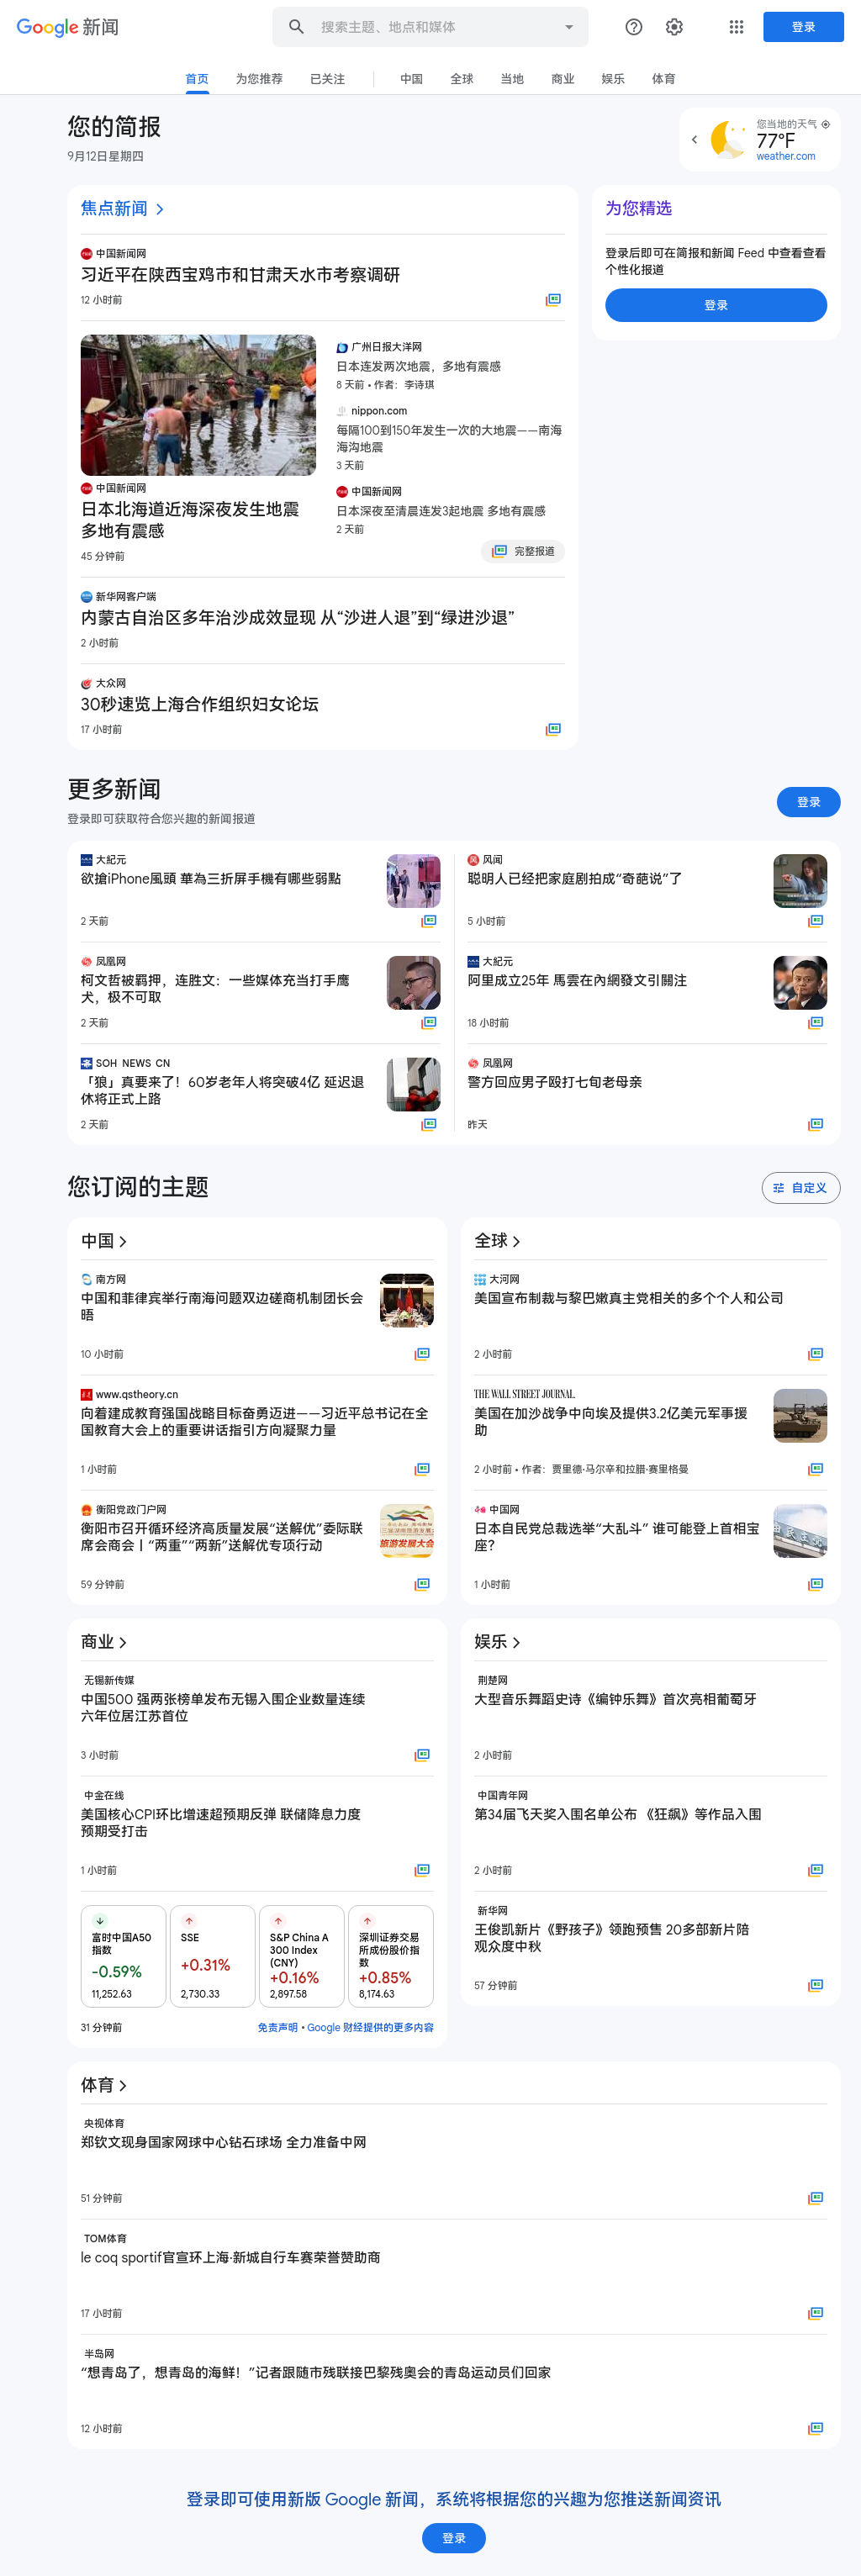 Google 新闻
搜索主题、地点和媒体
登录
首页
为您推荐
已关注
中国
全球
当地
商业
娱乐
体育
您的简报
9月12日星期四
您当地的天气
77°F
weather.com
焦点新闻
中国新闻网
习近平在陕西宝鸡市和甘肃天水市考察调研
12 小时前
中国新闻网
日本北海道近海深夜发生地震
多地有震感
45 分钟前
广州日报大洋网
日本连发两次地震，多地有震感
8 天前 • 作者：李诗琪
nippon.com
每隔100到150年发生一次的大地震——南海
海沟地震
3 天前
中国新闻网
日本深夜至清晨连发3起地震 多地有震感
2 天前
完整报道
新华网客户端
内蒙古自治区多年治沙成效显现 从“沙进人退”到“绿进沙退”
2 小时前
大众网
30秒速览上海合作组织妇女论坛
17 小时前
为您精选
登录后即可在简报和新闻 Feed 中查看查看
个性化报道
登录
更多新闻
登录即可获取符合您兴趣的新闻报道
登录
大紀元
欲搶iPhone風頭 華為三折屏手機有哪些弱點
2 天前
风闻
聪明人已经把家庭剧拍成“奇葩说”了
5 小时前
凤凰网
柯文哲被羁押，连胜文：一些媒体充当打手鹰
犬，极不可取
2 天前
大紀元
阿里成立25年 馬雲在內網發文引關注
18 小时前
SOH NEWS CN
「狼」真要来了！60岁老年人将突破4亿 延迟退
休将正式上路
2 天前
凤凰网
警方回应男子殴打七旬老母亲
昨天
您订阅的主题
自定义
中国
南方网
中国和菲律宾举行南海问题双边磋商机制团长会
晤
10 小时前
www.qstheory.cn
向着建成教育强国战略目标奋勇迈进——习近平总书记在全
国教育大会上的重要讲话指引方向凝聚力量
1 小时前
衡阳党政门户网
衡阳市召开循环经济高质量发展“送解优”委际联
席会商会丨“两重”“两新”送解优专项行动
旅游发展大会
59 分钟前
全球
大河网
美国宣布制裁与黎巴嫩真主党相关的多个个人和公司
2 小时前
THE WALL STREET JOURNAL.
美国在加沙战争中向埃及提供3.2亿美元军事援
助
2 小时前 • 作者：贾里德·马尔辛和拉腊·赛里格曼
中国网
日本自民党总裁选举“大乱斗” 谁可能登上首相宝
座？
1 小时前
商业
无锡新传媒
中国500 强两张榜单发布无锡入围企业数量连续
六年位居江苏首位
3 小时前
中金在线
美国核心CPI环比增速超预期反弹 联储降息力度
预期受打击
1 小时前
富时中国A50
指数
-0.59%
11,252.63
SSE
+0.31%
2,730.33
S&P China A
300 Index
(CNY)
+0.16%
2,897.58
深圳证券交易
所成份股价指
数
+0.85%
8,174.63
31 分钟前
免责声明 • Google 财经提供的更多内容
娱乐
荆楚网
大型音乐舞蹈史诗《编钟乐舞》首次亮相葡萄牙
2 小时前
中国青年网
第34届飞天奖入围名单公布 《狂飙》等作品入围
2 小时前
新华网
王俊凯新片《野孩子》领跑预售 20多部新片陪
观众度中秋
57 分钟前
体育
央视体育
郑钦文现身国家网球中心钻石球场 全力准备中网
51 分钟前
TOM体育
le coq sportif官宣环上海·新城自行车赛荣誉赞助商
17 小时前
半岛网
“想青岛了，想青岛的海鲜！”记者跟随市残联接巴黎残奥会的青岛运动员们回家
12 小时前
登录即可使用新版 Google 新闻，系统将根据您的兴趣为您推送新闻资讯
登录